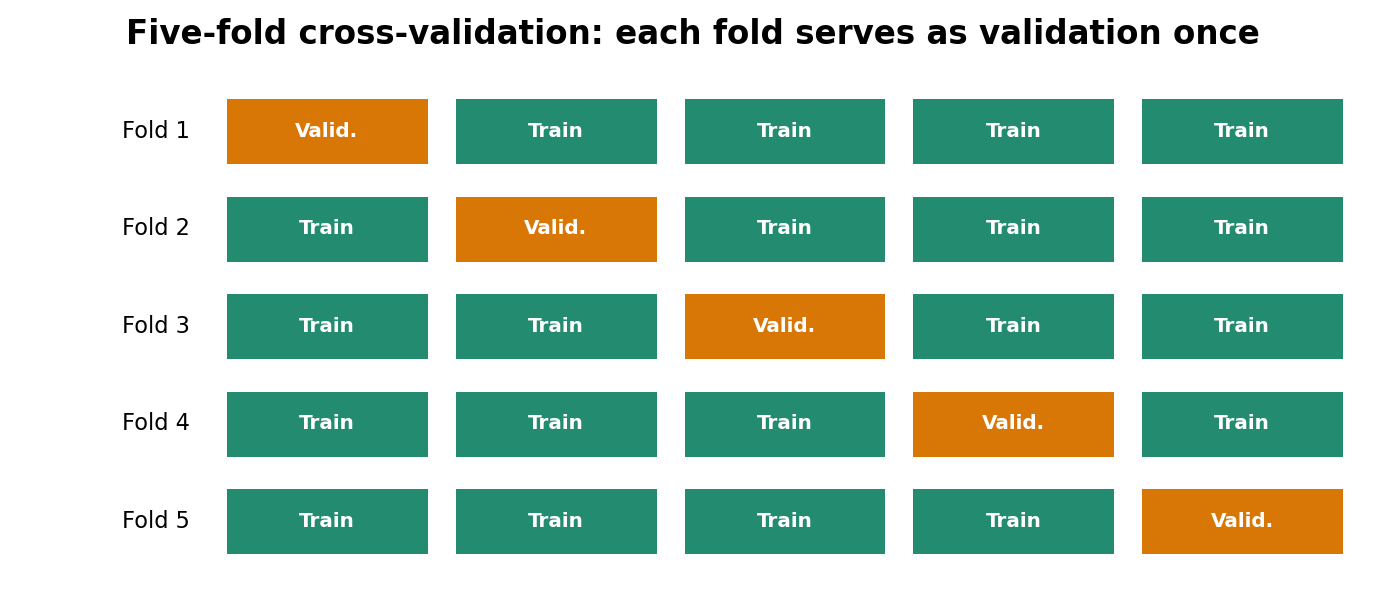 Five-fold cross-validation: each fold serves as validation once
Fold 1 Valid. Train Train Train Train
Fold 2 Train Valid. Train Train Train
Fold 3 Train Train Valid. Train Train
Fold 4 Train Train Train Valid. Train
Fold 5 Train Train Train Train Valid.